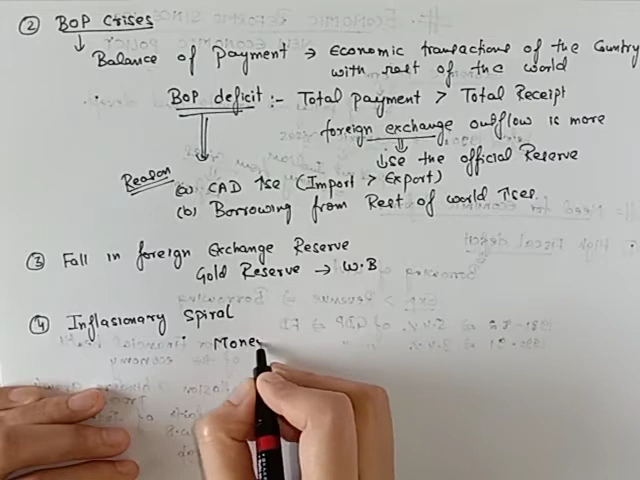 ② BOP Crises
Balance of Payment → Economic transactions of the Country
with rest of the world
BOP deficit :- Total Payment > Total Receipt
foreign exchange outflow is more
use the official Reserve
Reason
(a) CAD ↑se (Import > Export)
(b) Borrowing from Rest of world ↑ses.
③ Fall in foreign Exchange Reserve
Gold Reserve → W.B
④ Inflasionary Spiral
Money